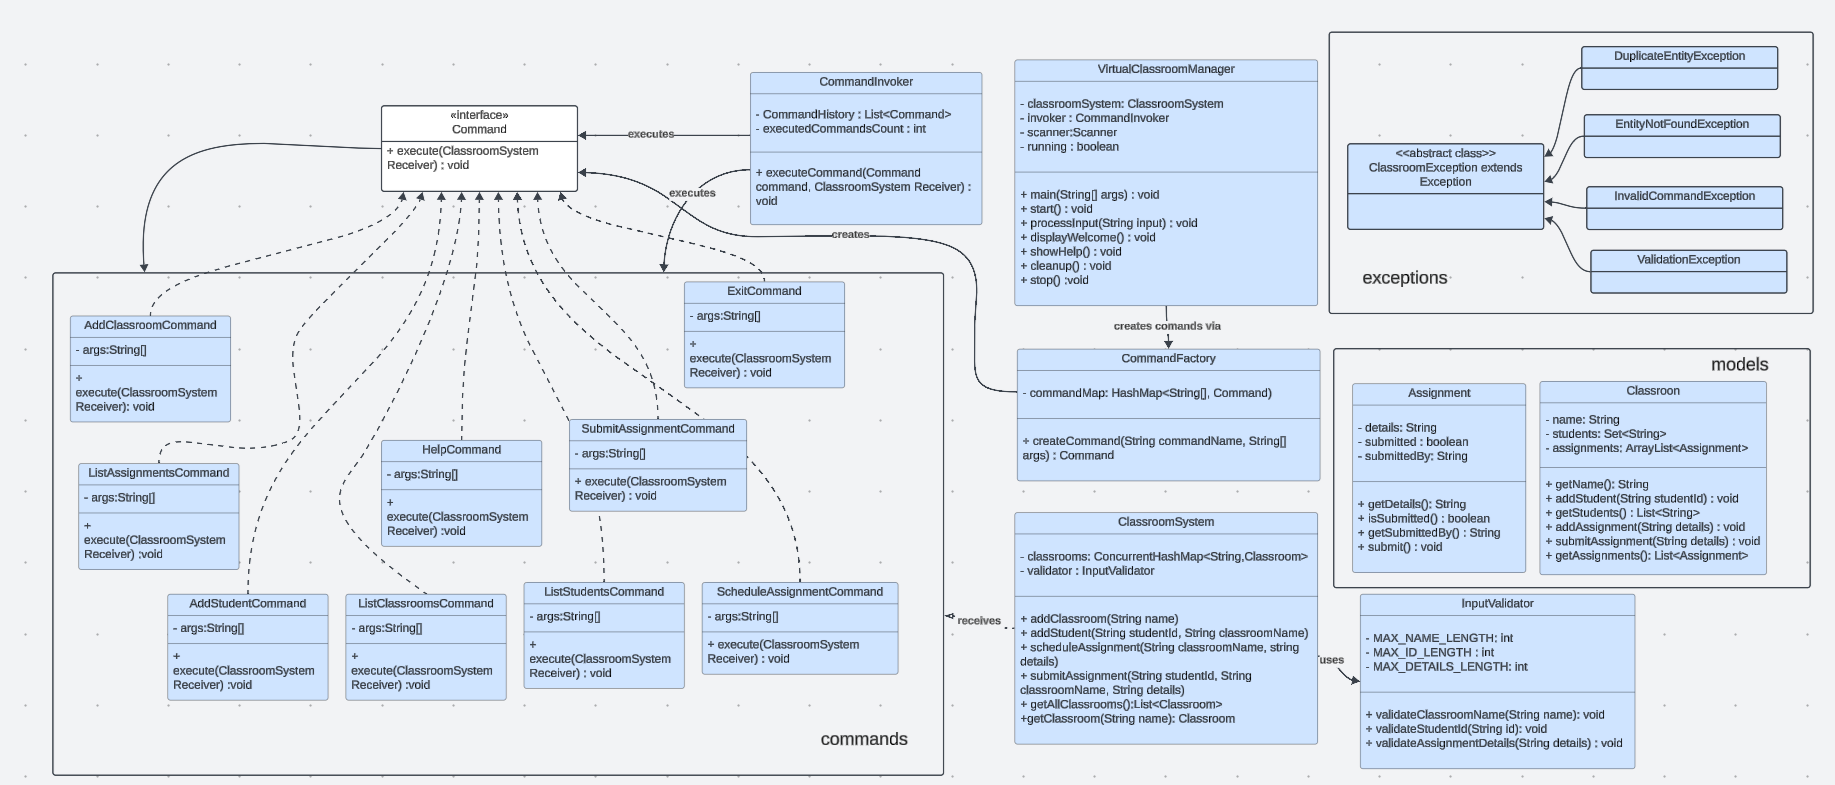 «interface»
Command
+ execute(ClassroomSystem
Receiver) : void
CommandInvoker
- CommandHistory : List<Command>
- executedCommandsCount : int
+ executeCommand(Command
command, ClassroomSystem Receiver) :
void
executes
executes
creates
VirtualClassroomManager
- classroomSystem: ClassroomSystem
- invoker : CommandInvoker
- scanner:Scanner
- running : boolean
+ main(String[] args) : void
+ start() : void
+ processInput(String input) : void
+ displayWelcome() : void
+ showHelp() : void
+ cleanup() : void
+ stop() :void
creates comands via
CommandFactory
- commandMap: HashMap<String[], Command)
+ createCommand(String commandName, String[]
args) : Command
ClassroomSystem
- classrooms: ConcurrentHashMap<String,Classroom>
- validator : InputValidator
+ addClassroom(String name)
+ addStudent(String studentId, String classroomName)
+ scheduleAssignment(String classroomName, string
details)
+ submitAssignment(String studentId, String
classroomName, String details)
+ getAllClassrooms():List<Classroom>
+getClassroom(String name): Classroom
receives
uses
DuplicateEntityException
EntityNotFoundException
<<abstract class>>
ClassroomException extends
Exception
InvalidCommandException
ValidationException
exceptions
models
Assignment
- details: String
- submitted : boolean
- submittedBy: String
+ getDetails(): String
+ isSubmitted() : boolean
+ getSubmittedBy() : String
+ submit() : void
Classroon
- name: String
- students: Set<String>
- assignments: ArrayList<Assignment>
+ getName(): String
+ addStudent(String studentId) : void
+ getStudents() : List<String>
+ addAssignment(String details) : void
+ submitAssignment(String details) : void
+ getAssignments(): List<Assignment>
InputValidator
- MAX_NAME_LENGTH: int
- MAX_ID_LENGTH : int
- MAX_DETAILS_LENGTH: int
+ validateClassroomName(String name): void
+ validateStudentId(String id): void
+ validateAssignmentDetails(String details) : void
ExitCommand
- args:String[]
+
execute(ClassroomSystem
Receiver) : void
AddClassroomCommand
- args:String[]
+
execute(ClassroomSystem
Receiver): void
ListAssignmentsCommand
- args:String[]
+
execute(ClassroomSystem
Receiver) :void
HelpCommand
- args:String[]
+
execute(ClassroomSystem
Receiver) :void
SubmitAssignmentCommand
- args:String[]
+ execute(ClassroomSystem
Receiver) : void
AddStudentCommand
- args:String[]
+
execute(ClassroomSystem
Receiver) :void
ListClassroomsCommand
- args:String[]
+
execute(ClassroomSystem
Receiver) :void
ListStudentsCommand
- args:String[]
+
execute(ClassroomSystem
Receiver) : void
ScheduleAssignmentCommand
- args:String[]
+ execute(ClassroomSystem
Receiver) : void
commands